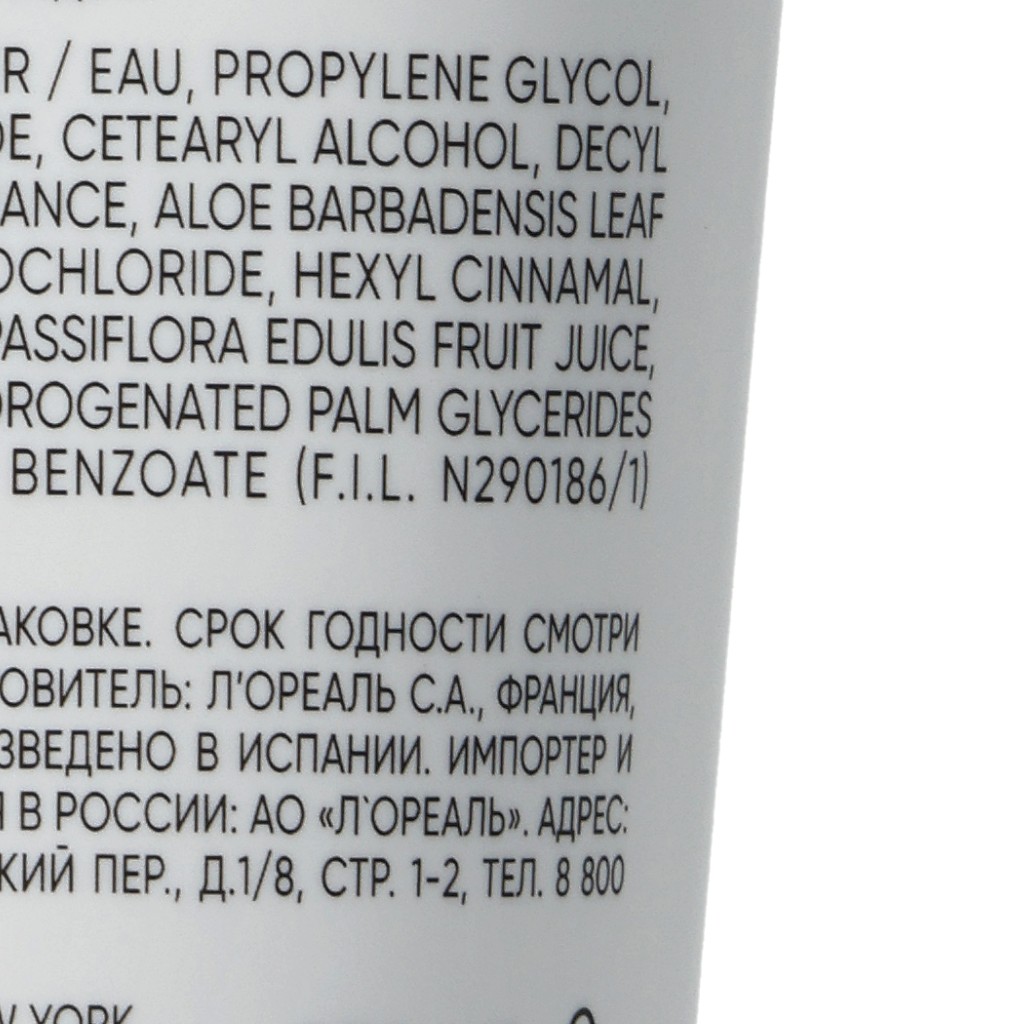 R / EAU, PROPYLENE GLYCOL,
DE, CETEARYL ALCOHOL, DECYL
ANCE, ALOE BARBADENSIS LEAF
OCHLORIDE, HEXYL CINNAMAL,
PASSIFLORA EDULIS FRUIT JUICE,
DROGENATED PALM GLYCERIDES
BENZOATE (F.I.L. N290186/1)
АКОВКЕ. СРОК ГОДНОСТИ СМОТРИ
ОВИТЕЛЬ: Л'ОРЕАЛЬ С.А., ФРАНЦИЯ,
ЗВЕДЕНО В ИСПАНИИ. ИМПОРТЕР И
В РОССИИ: АО «Л`ОРЕАЛЬ». АДРЕС:
КИЙ ПЕР., Д.1/8, СТР. 1-2, ТЕЛ. 8 800
W YORK